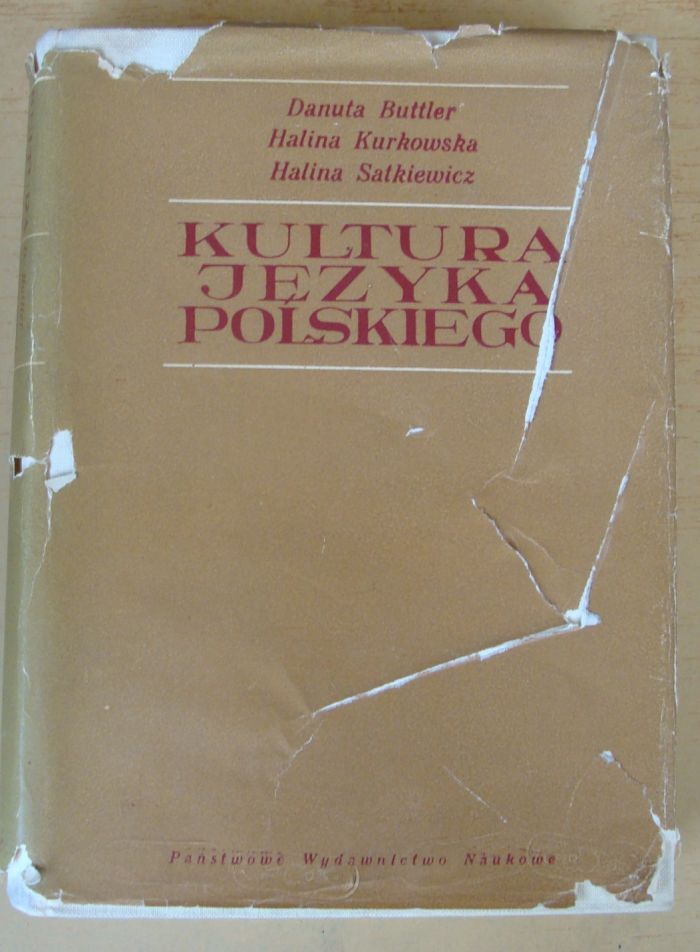 Danuta Buttler
Halina Kurkowska
Halina Satkiewicz
KULTURA
JĘZYKA
POLSKIEGO
Państwowe Wydawnictwo Naukowe